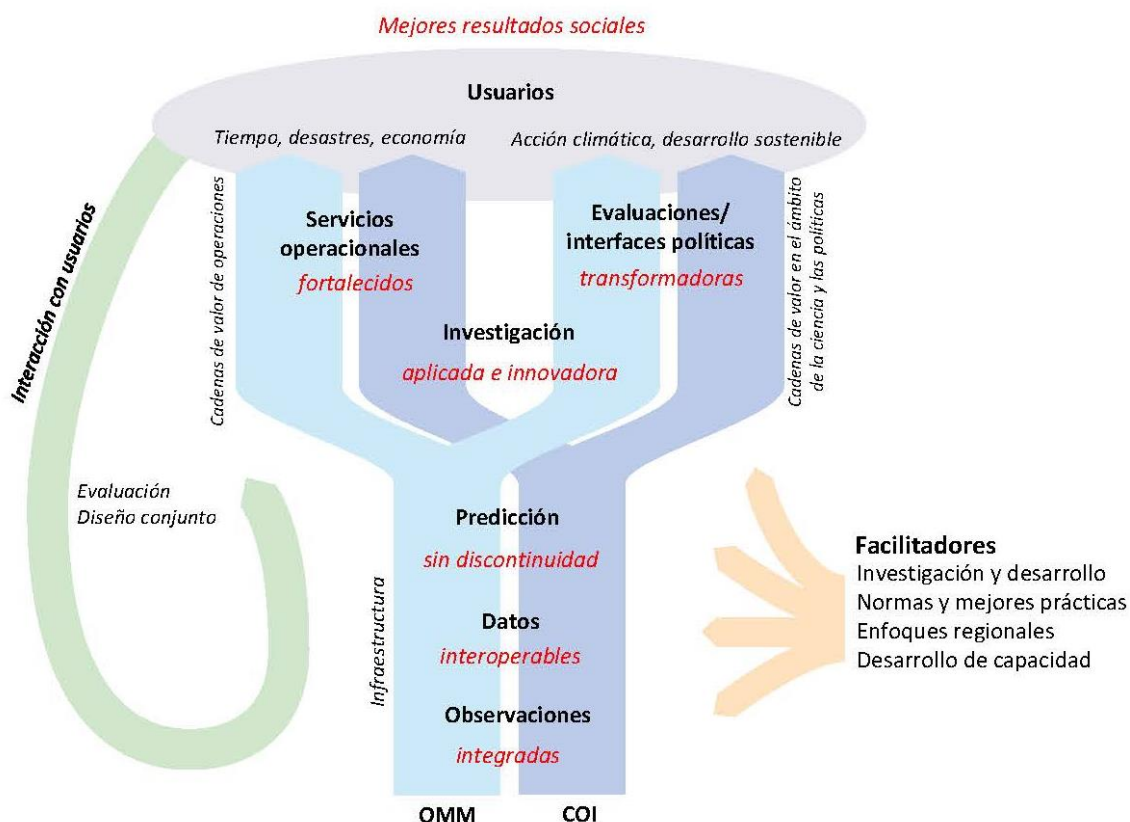 Mejores resultados sociales
Usuarios
Tiempo, desastres, economía
Acción climática, desarrollo sostenible
Interacción con usuarios
Cadenas de valor de operaciones
Servicios
operacionales
fortalecidos
Evaluaciones/
interfaces políticas
transformadoras
Cadenas de valor en el ámbito
de la ciencia y las políticas
Investigación
aplicada e innovadora
Evaluación
Diseño conjunto
Infraestructura
Predicción
sin discontinuidad
Datos
interoperables
Observaciones
integradas
Facilitadores
Investigación y desarrollo
Normas y mejores prácticas
Enfoques regionales
Desarrollo de capacidad
OMM
COI